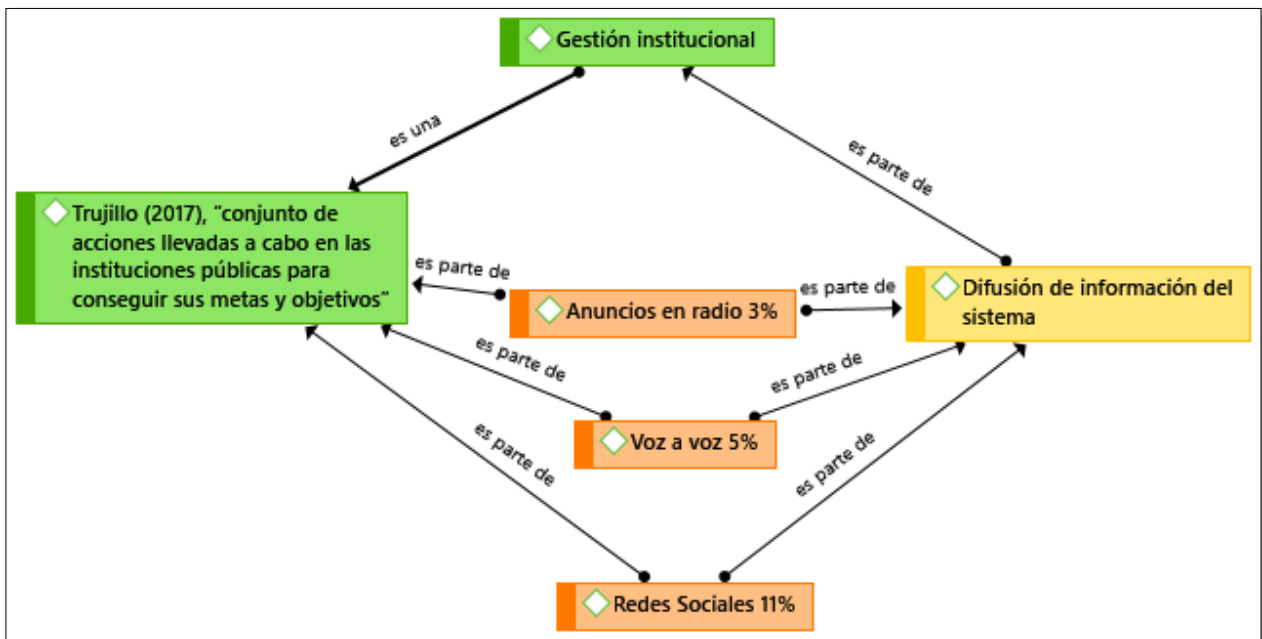 Gestión institucional
es una
es parte de
Trujillo (2017), "conjunto de
acciones llevadas a cabo en las
instituciones públicas para
conseguir sus metas y objetivos"
es parte de
Anuncios en radio 3%
es parte de
Difusión de información del
sistema
es parte de
es parte de
Voz a voz 5%
es parte de
es parte de
Redes Sociales 11%